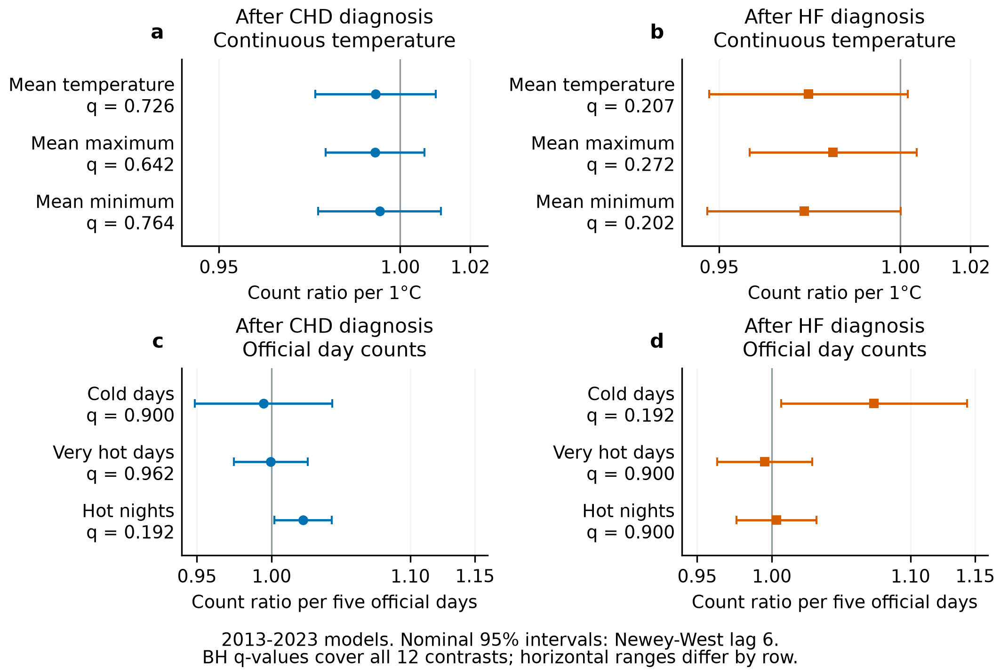 a
After CHD diagnosis
Continuous temperature
Mean temperature
q = 0.726
Mean maximum
q = 0.642
Mean minimum
q = 0.764
0.95 1.00 1.02
Count ratio per 1°C
b
After HF diagnosis
Continuous temperature
Mean temperature
q = 0.207
Mean maximum
q = 0.272
Mean minimum
q = 0.202
0.95 1.00 1.02
Count ratio per 1°C
c
After CHD diagnosis
Official day counts
Cold days
q = 0.900
Very hot days
q = 0.962
Hot nights
q = 0.192
0.95 1.00 1.10 1.15
Count ratio per five official days
d
After HF diagnosis
Official day counts
Cold days
q = 0.192
Very hot days
q = 0.900
Hot nights
q = 0.900
0.95 1.00 1.10 1.15
Count ratio per five official days
2013-2023 models. Nominal 95% intervals: Newey-West lag 6.
BH q-values cover all 12 contrasts; horizontal ranges differ by row.